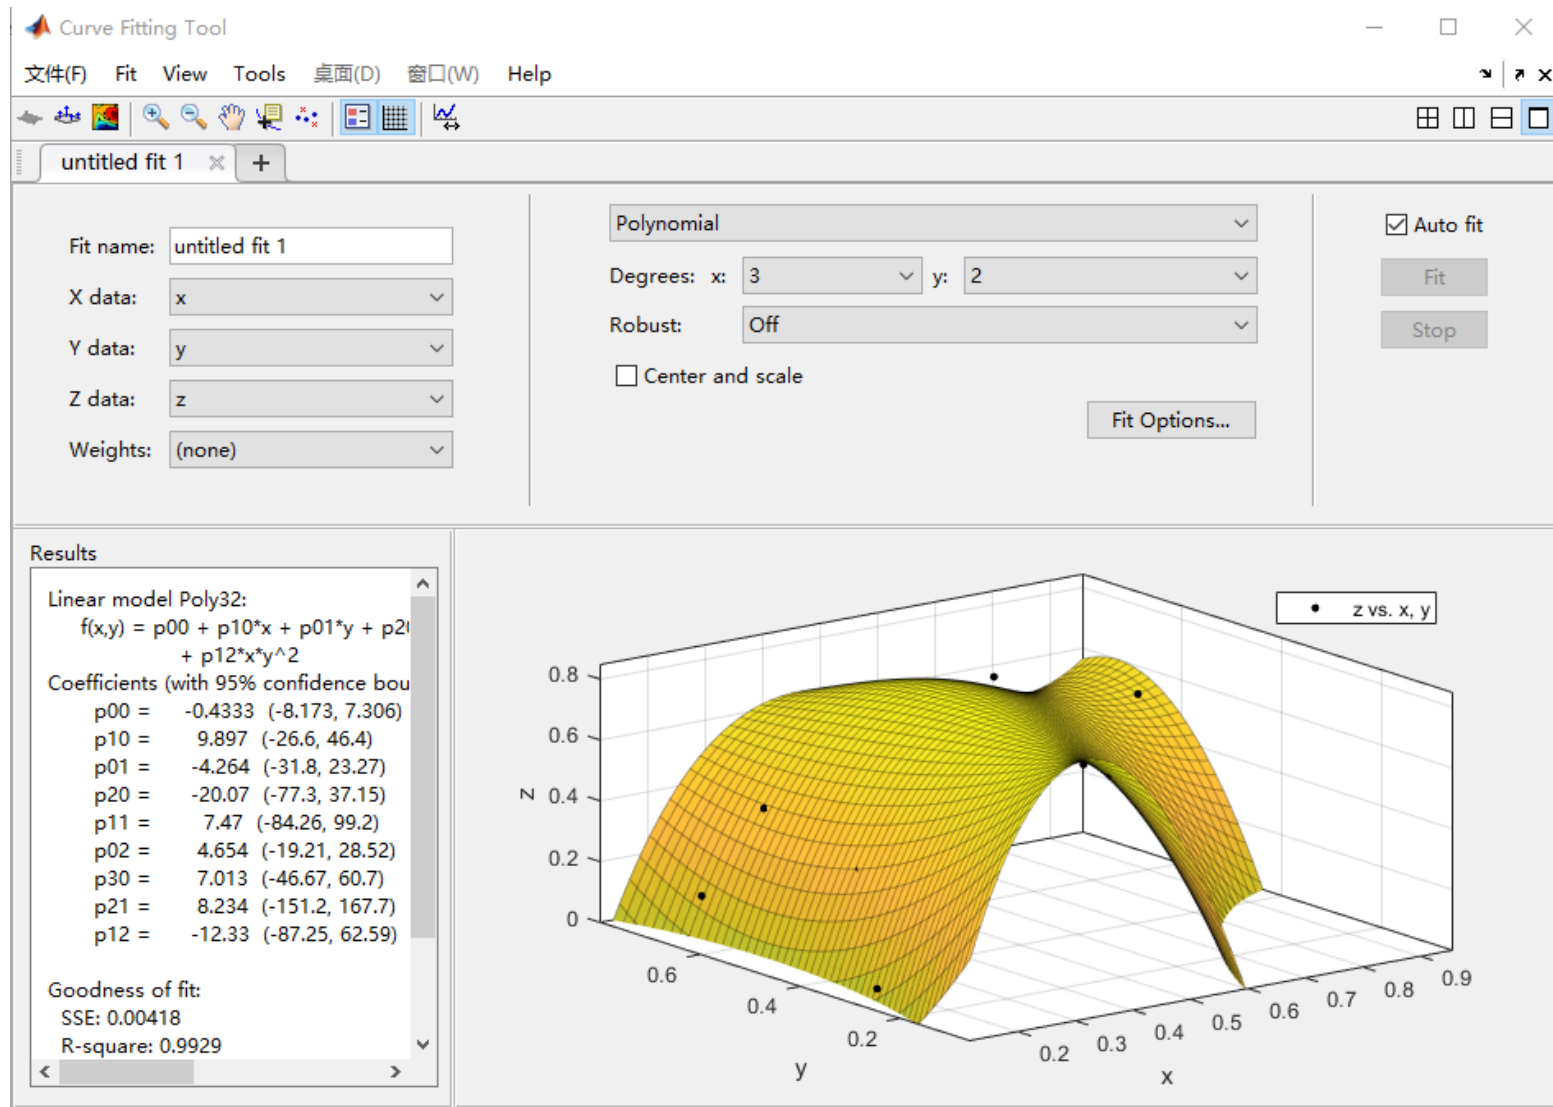 Curve Fitting Tool
文件(F) Fit View Tools 桌面(D) 窗口(W) Help
untitled fit 1
Fit name: untitled fit 1
X data: x
Y data: y
Z data: z
Weights: (none)
Polynomial
Degrees: x: 3 y: 2
Robust: Off
Center and scale
Fit Options...
Auto fit
Fit
Stop
Results
Linear model Poly32:
f(x,y) = p00 + p10*x + p01*y + p20
+ p12*x*y^2
Coefficients (with 95% confidence bou
p00 = -0.4333 (-8.173, 7.306)
p10 = 9.897 (-26.6, 46.4)
p01 = -4.264 (-31.8, 23.27)
p20 = -20.07 (-77.3, 37.15)
p11 = 7.47 (-84.26, 99.2)
p02 = 4.654 (-19.21, 28.52)
p30 = 7.013 (-46.67, 60.7)
p21 = 8.234 (-151.2, 167.7)
p12 = -12.33 (-87.25, 62.59)
Goodness of fit:
SSE: 0.00418
R-square: 0.9929
z vs. x, y
0.8
0.6
0.4
0.2
0
z
0.6
0.4
0.2
y
0.2
0.3
0.4
0.5
0.6
0.7
0.8
0.9
x